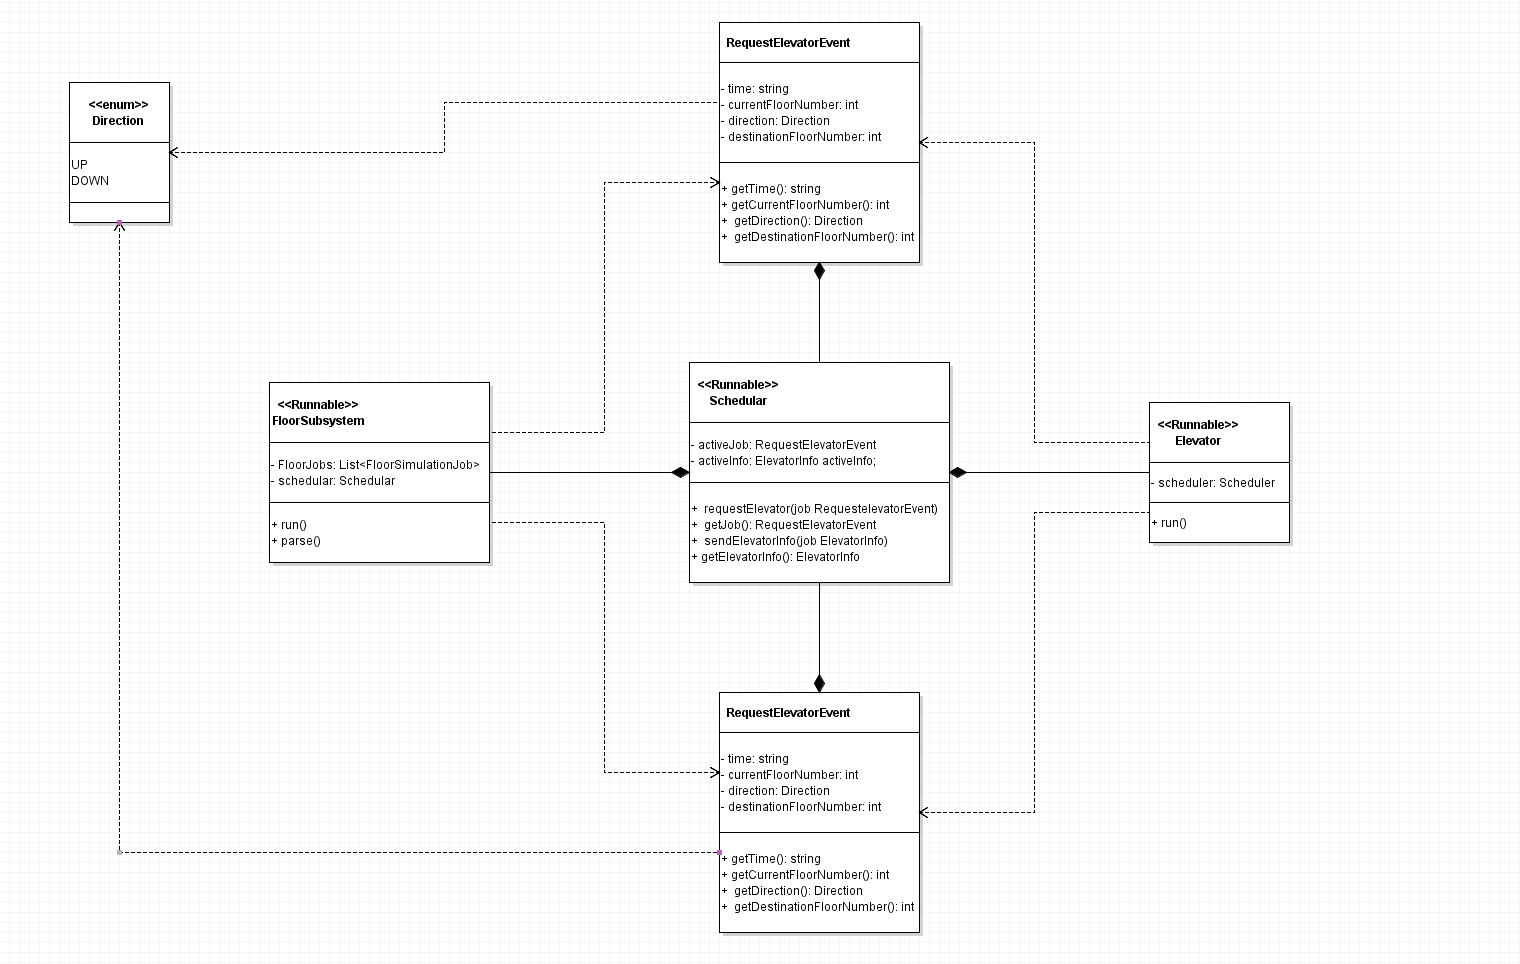 RequestElevatorEvent
- time: string
- currentFloorNumber: int
- direction: Direction
- destinationFloorNumber: int
+ getTime(): string
+ getCurrentFloorNumber(): int
+ getDirection(): Direction
+ getDestinationFloorNumber(): int
<<enum>>
Direction
UP
DOWN
<<Runnable>>
FloorSubsystem
- FloorJobs: List<FloorSimulationJob>
- schedular: Schedular
+ run()
+ parse()
<<Runnable>>
Schedular
- activeJob: RequestElevatorEvent
- activeInfo: ElevatorInfo activeInfo;
+ requestElevator(job RequestelevatorEvent)
+ getJob(): RequestElevatorEvent
+ sendElevatorInfo(job ElevatorInfo)
+ getElevatorInfo(): ElevatorInfo
<<Runnable>>
Elevator
- scheduler: Scheduler
+ run()
RequestElevatorEvent
- time: string
- currentFloorNumber: int
- direction: Direction
- destinationFloorNumber: int
+ getTime(): string
+ getCurrentFloorNumber(): int
+ getDirection(): Direction
+ getDestinationFloorNumber(): int